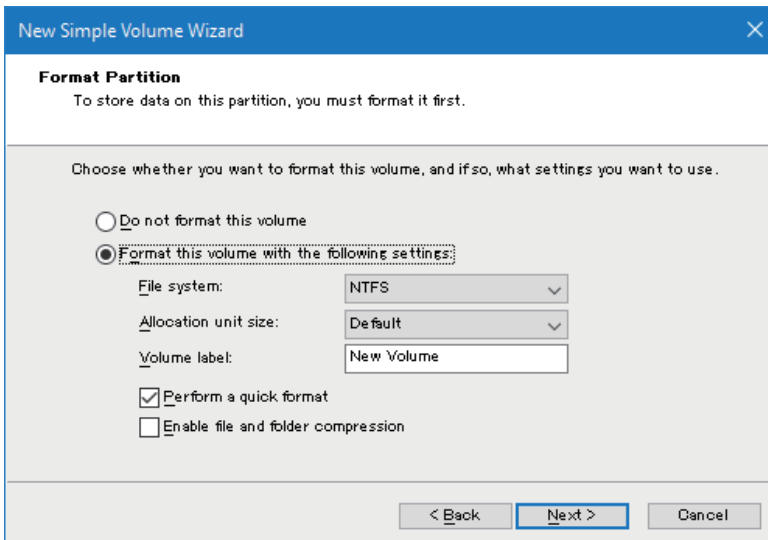 New Simple Volume Wizard
Format Partition
To store data on this partition, you must format it first.
Choose whether you want to format this volume, and if so, what settings you want to use.
Do not format this volume
Format this volume with the following settings:
File system: NTFS
Allocation unit size: Default
Volume label: New Volume
Perform a quick format
Enable file and folder compression
< Back Next > Cancel